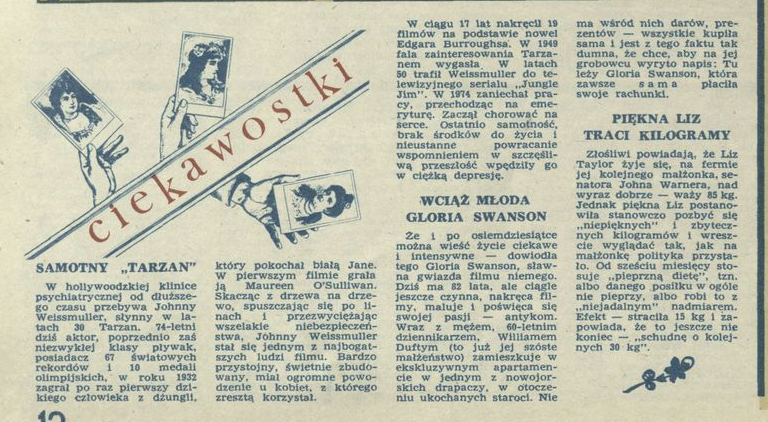 ciekawostki
SAMOTNY „TARZAN”
W hollywoodzkiej klinice
psychiatrycznej od dłuższe-
go czasu przebywa Johnny
Weissmuller, słynny w la-
tach 30 Tarzan. 74-letni
dziś aktor, poprzednio zaś
niezwykłej klasy pływak,
posiadacz 67 światowych
rekordów i 10 medali
olimpijskich, w roku 1932
zagrał po raz pierwszy dzi-
kiego człowieka z dżungli,
który pokochał białą Jane.
W pierwszym filmie grała
ją Maureen O'Sulliwan.
Skacząc z drzewa na drze-
wo, spuszczając się po li-
nach i przezwyciężając
wszelakie niebezpieczeń-
stwa, Johnny Weissmuller
stał się jednym z najbogat-
szych ludzi filmu. Bardzo
przystojny, świetnie zbudo-
wany, miał ogromne powo-
dzenie u kobiet, z którego
zresztą korzystał.
W ciągu 17 lat nakręcił 19
filmów na podstawie nowel
Edgara Burroughsa. W 1949
fala zainteresowania Tarza-
nem wygasła. W latach
50 trafił Weissmuller do te-
lewizyjnego serialu „Jungle
Jim”. W 1974 zaniechał pra-
cy, przechodząc na eme-
ryturę. Zaczął chorować na
serce. Ostatnio samotność,
brak środków do życia i
nieustanne powracanie
wspomnieniem w szczęśli-
wą przeszłość wpędziły go
w ciężką depresję.
WCIĄŻ MŁODA
GLORIA SWANSON
Że i po osiemdziesiątce
można wieść życie ciekawe
i intensywne — dowiodła
tego Gloria Swanson, sław-
na gwiazda filmu niemego.
Dziś ma 82 lata, ale ciągle
jeszcze czynna, nakręca fil-
my, maluje i poświęca się
swojej pasji — antykom.
Wraz z mężem, 60-letnim
dziennikarzem, Williamem
Duftym (to już jej szóste
małżeństwo) zamieszkuje w
ekskluzywnym apartamen-
cie w jednym z nowojor-
skich drapaczy, w otocze-
niu ukochanych staroci. Nie
ma wśród nich darów, pre-
zentów — wszystkie kupiła
sama i jest z tego faktu tak
dumna, że chce, aby na jej
grobowcu wyryto napis: Tu
leży Gloria Swanson, która
zawsze sama płaciła
swoje rachunki.
PIĘKNA LIZ
TRACI KILOGRAMY
Złośliwi powiadają, że Liz
Taylor żyje się, na fermie
jej kolejnego małżonka, se-
natora Johna Warnera, nad
wyraz dobrze — waży 85 kg.
Jednak piękna Liz postano-
wiła stanowczo pozbyć się
„niepięknych” i zbytecz-
nych kilogramów i wresz-
cie wyglądać tak, jak na
małżonkę polityka przysta-
ło. Od sześciu miesięcy sto-
suje „pieprzną dietę”, tzn.
albo danego posiłku w ogóle
nie pieprzy, albo robi to z
„niejadalnym” nadmiarem.
Efekt — straciła 15 kg i za-
powiada, że to jeszcze nie
koniec — „schudnę o kolej-
nych 30 kg”.
12